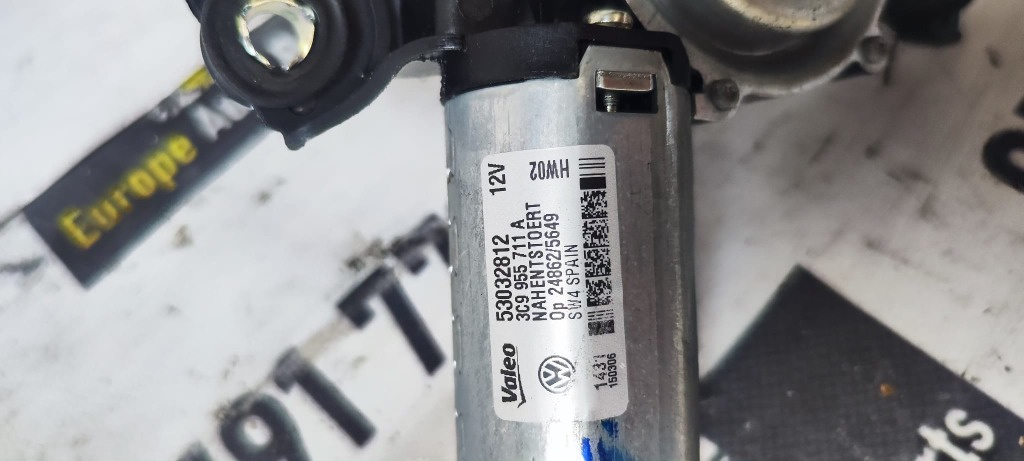 53032812 12V
3C9 955 711 A
NAHENTSTOERT HW02
Op 24862/5649
SW4 SPAIN
Valeo
1431
150306
Europe